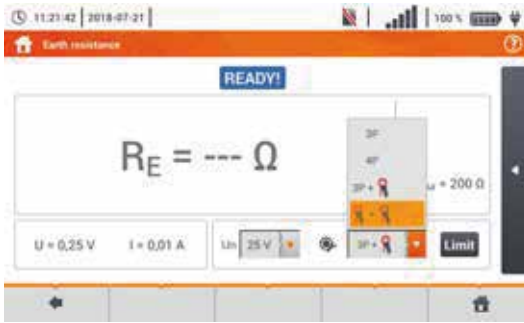 11:21:42 2018-07-21 100 %
Earth resistance
READY!
RE = --- Ω
3P
4P
3P +
+
= 200 Ω
U = 0,25 V I = 0,01 A Un 25 V 3P + Limit